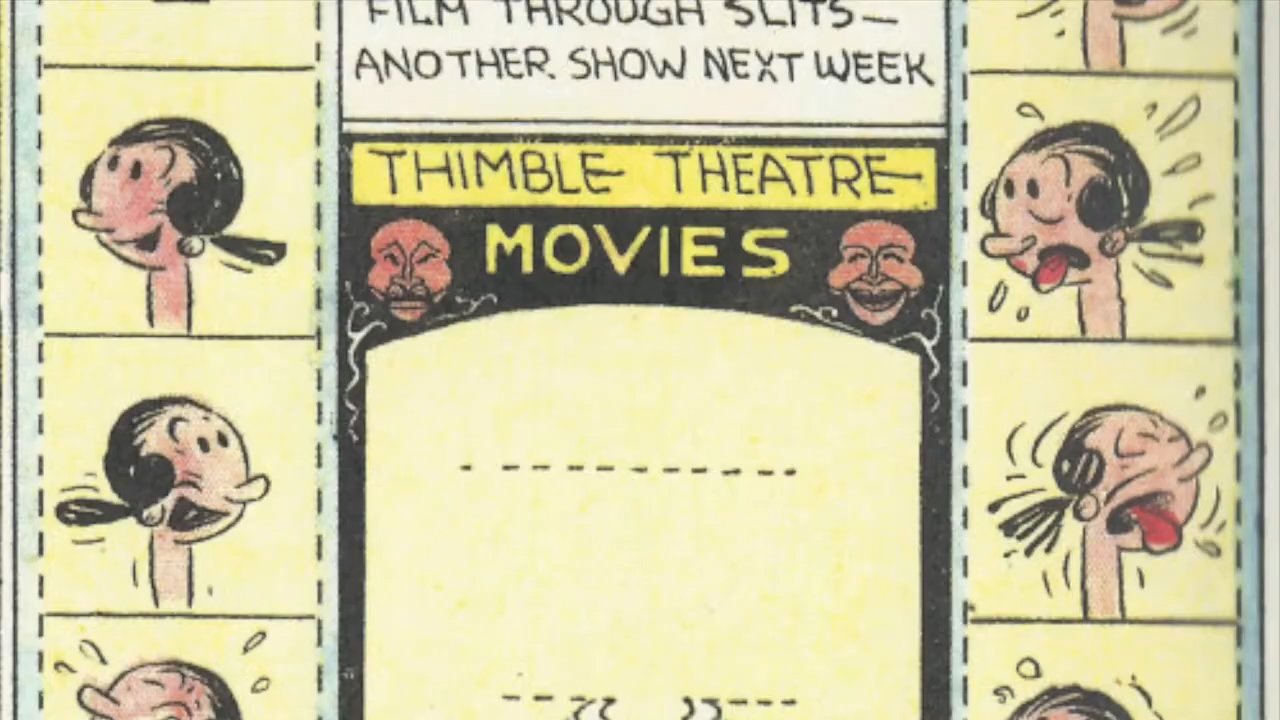 FILM THROUGH SLITS—
ANOTHER SHOW NEXT WEEK
THIMBLE THEATRE
MOVIES